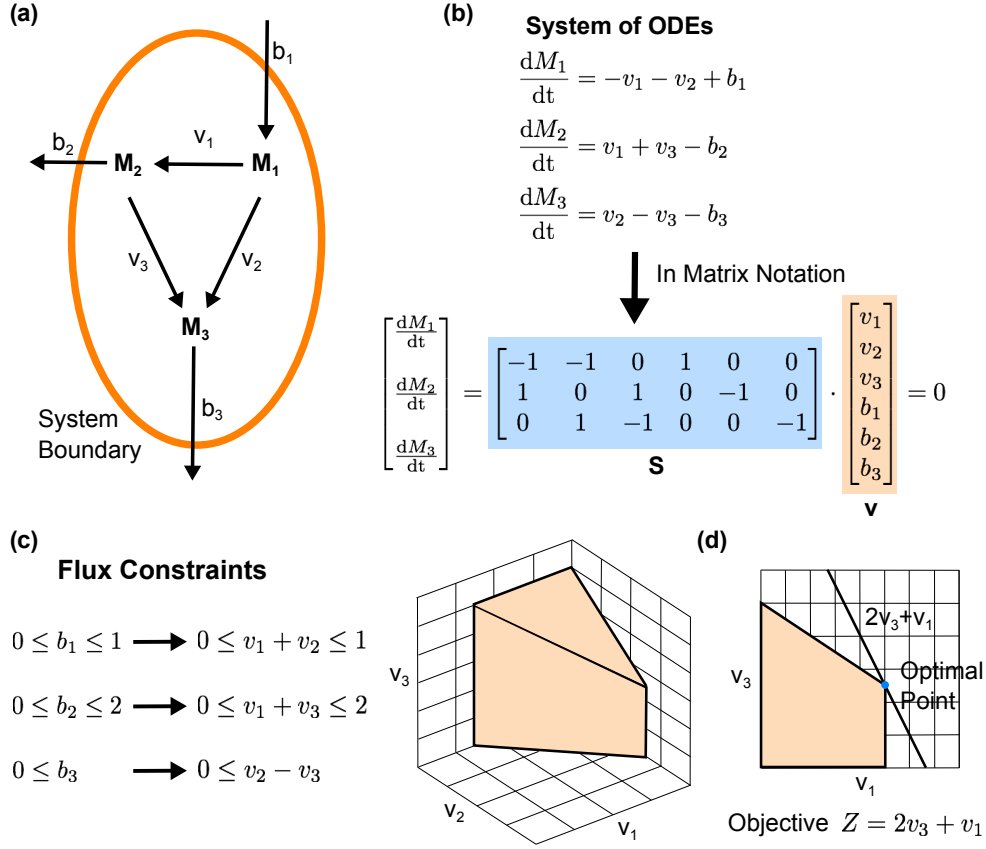 (a)
b₁
b₂
v₁
M₂
M₁
v₃
v₂
M₃
b₃
System
Boundary
(b)
System of ODEs
dM₁/dt = −v₁ − v₂ + b₁
dM₂/dt = v₁ + v₃ − b₂
dM₃/dt = v₂ − v₃ − b₃
In Matrix Notation
[dM₁/dt dM₂/dt dM₃/dt] = [−1 −1 0 1 0 0
1 0 1 0 −1 0
0 1 −1 0 0 −1] · [v₁ v₂ v₃ b₁ b₂ b₃] = 0
S
v
(c)
Flux Constraints
0 ≤ b₁ ≤ 1 → 0 ≤ v₁ + v₂ ≤ 1
0 ≤ b₂ ≤ 2 → 0 ≤ v₁ + v₃ ≤ 2
0 ≤ b₃ → 0 ≤ v₂ − v₃
v₃
v₂
v₁
(d)
2v₃+v₁
Optimal
Point
v₃
v₁
Objective Z = 2v₃ + v₁